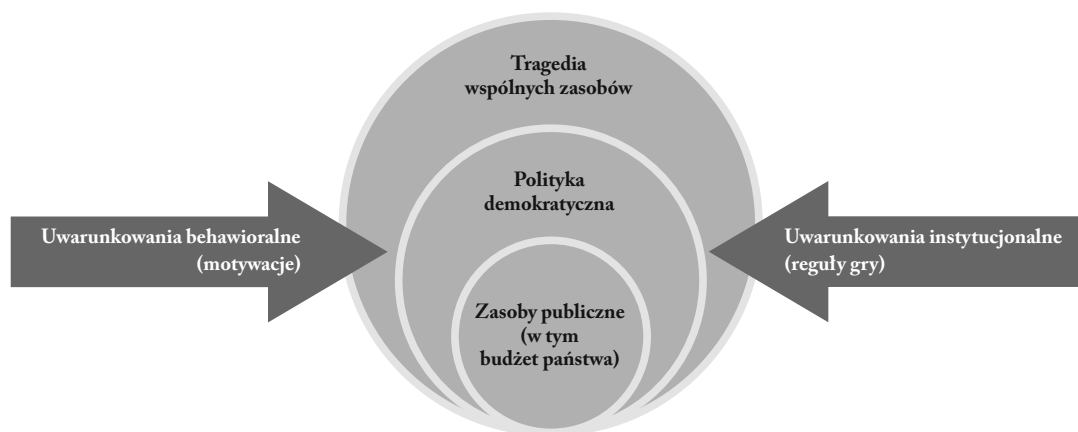 Tragedia
wspólnych zasobów
Polityka
demokratyczna
Uwarunkowania behawioralne
(motywacje)
Uwarunkowania instytucjonalne
(reguły gry)
Zasoby publiczne
(w tym
budżet państwa)